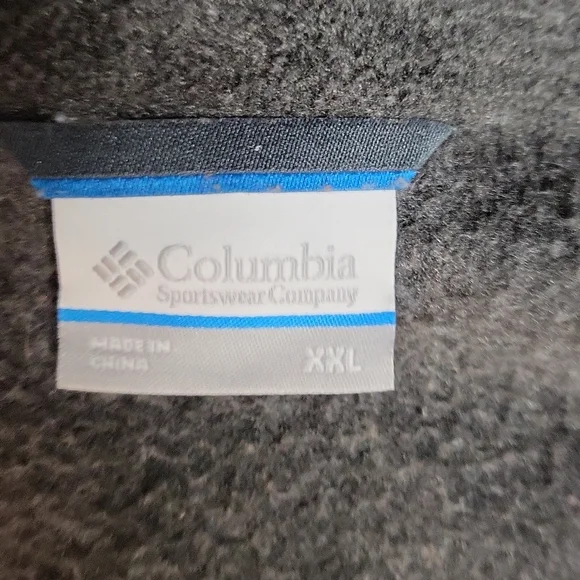 Columbia
Sportswear Company
MADE IN
CHINA
XXL